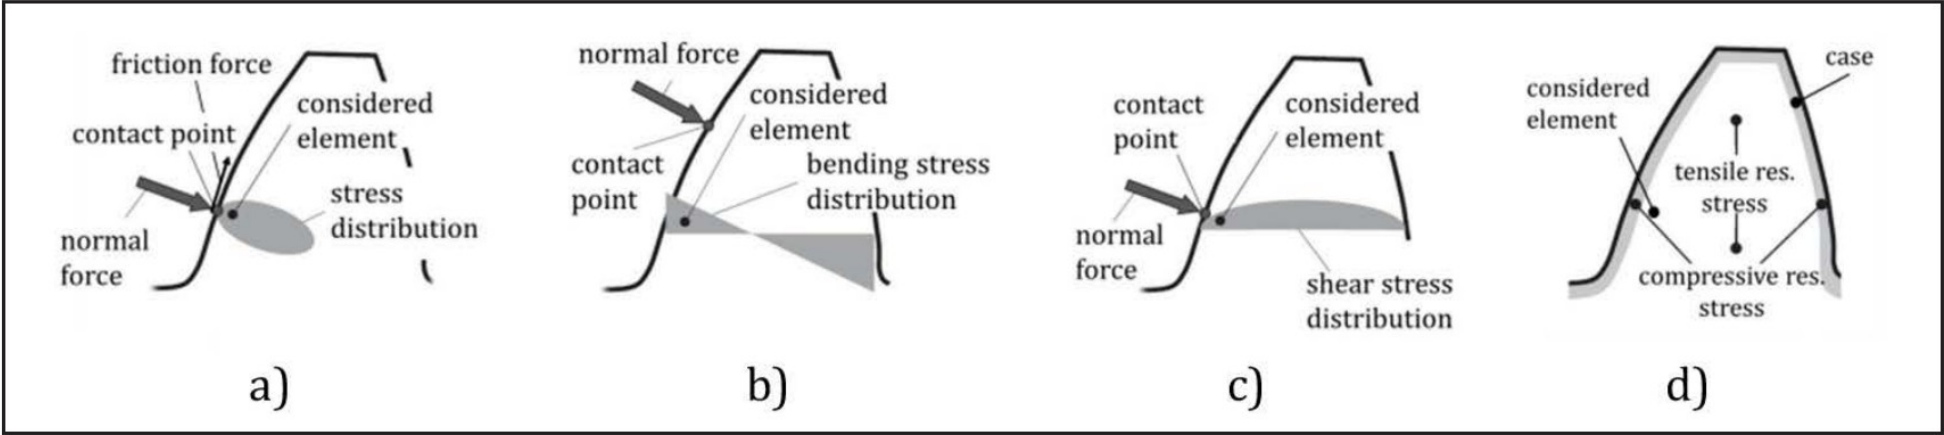 friction force
contact point
considered
element
stress
distribution
normal
force
a)
normal force
considered
element
contact
point
bending stress
distribution
b)
contact
point
considered
element
normal
force
shear stress
distribution
c)
considered
element
case
tensile res.
stress
compressive res.
stress
d)